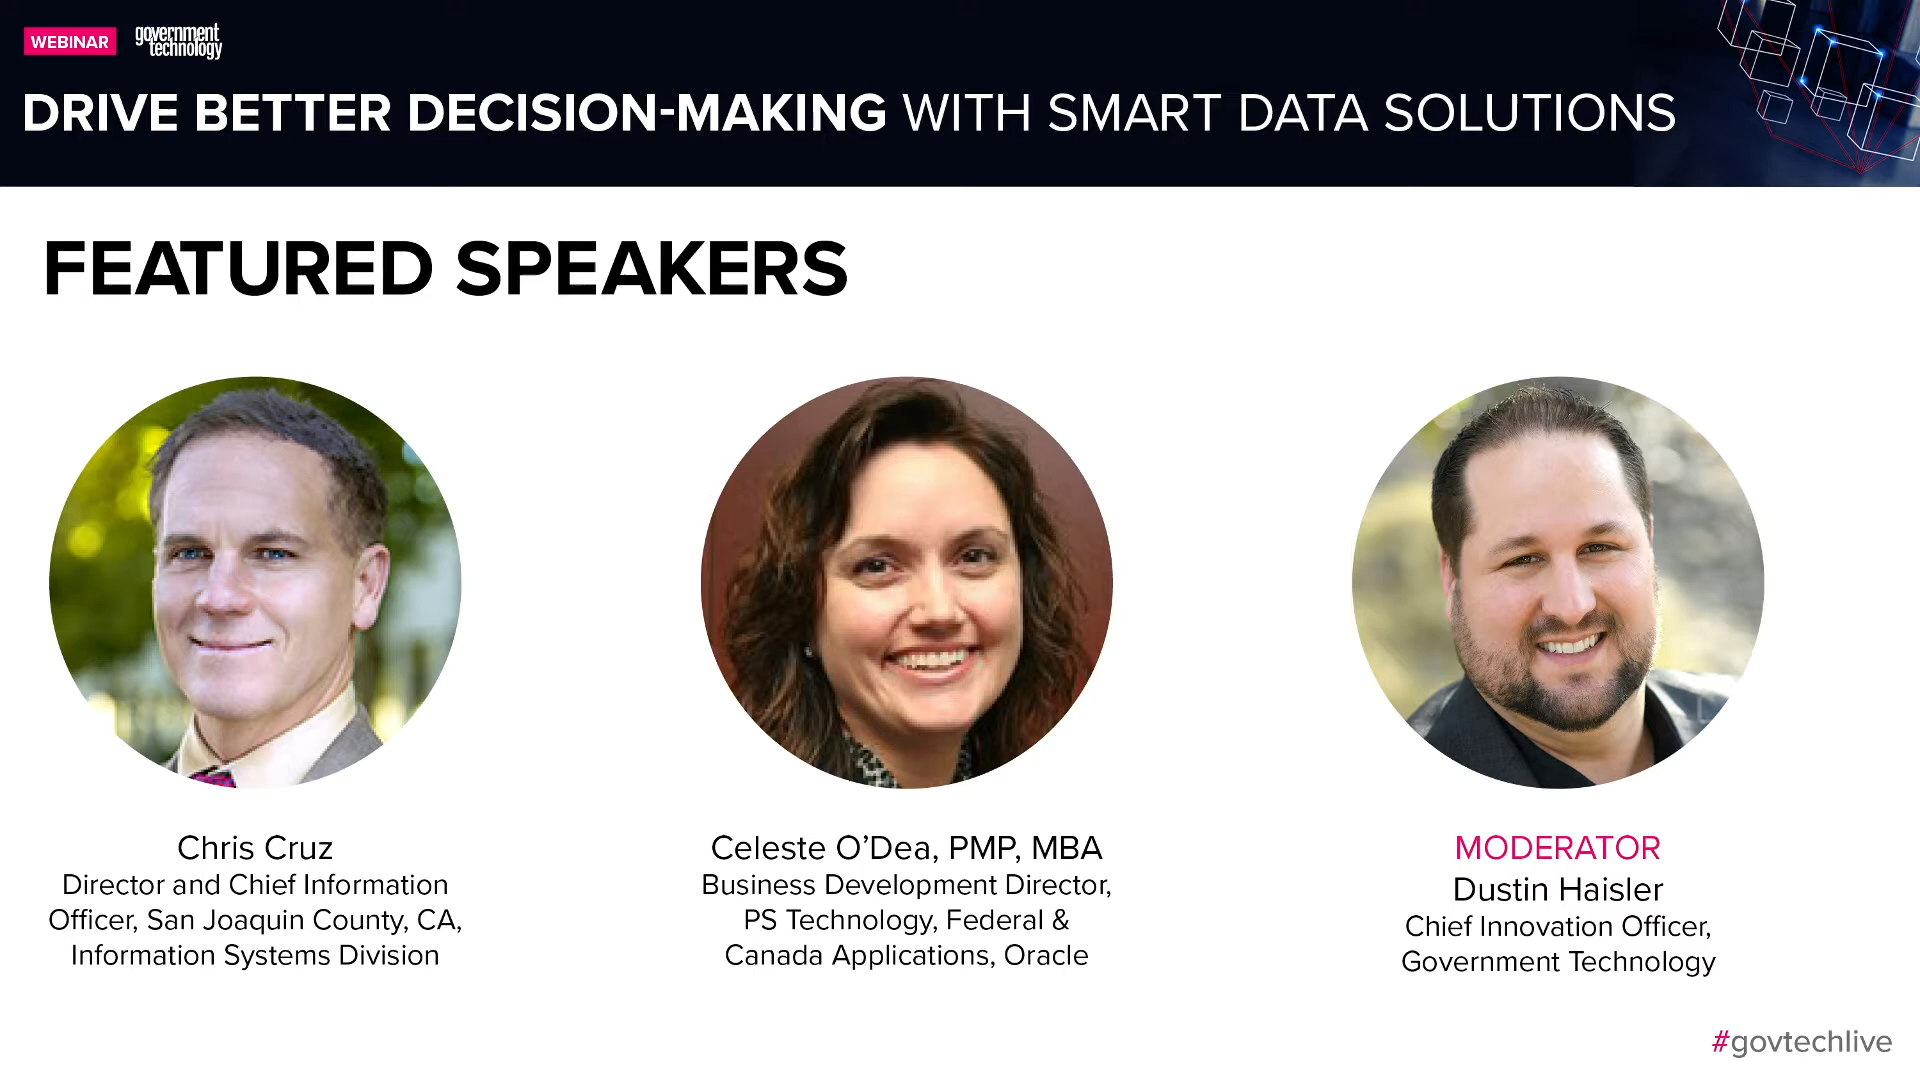 WEBINAR
government
technology
DRIVE BETTER DECISION-MAKING WITH SMART DATA SOLUTIONS
FEATURED SPEAKERS
Chris Cruz
Director and Chief Information
Officer, San Joaquin County, CA,
Information Systems Division
Celeste O’Dea, PMP, MBA
Business Development Director,
PS Technology, Federal &
Canada Applications, Oracle
MODERATOR
Dustin Haisler
Chief Innovation Officer,
Government Technology
#govtechlive